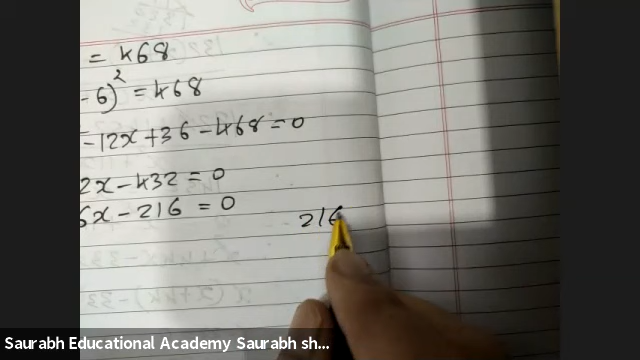 = 468
- 6)² = 468
- 12x + 36 - 468 = 0
2x - 432 = 0
6x - 216 = 0
216
Saurabh Educational Academy Saurabh sh...